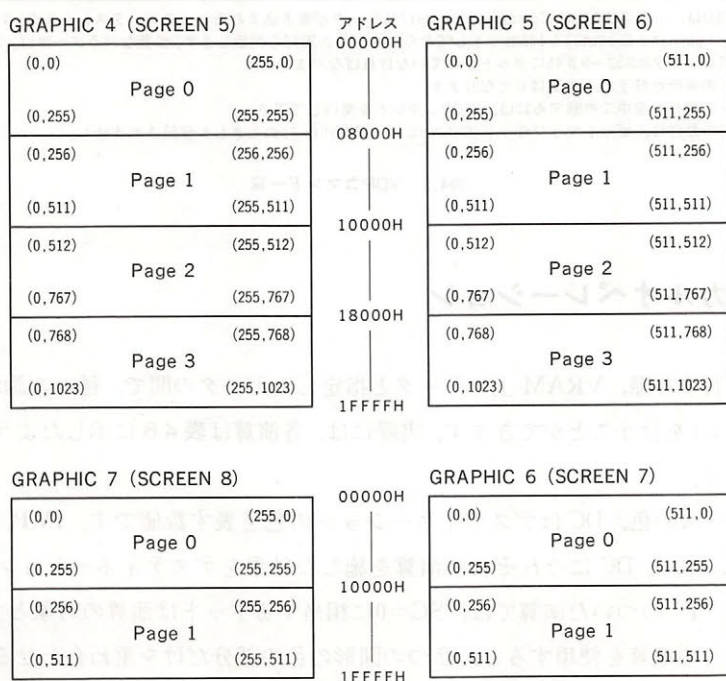 GRAPHIC 4 (SCREEN 5)
(0,0) (255,0)
Page 0
(0,255) (255,255)
(0,256) (256,256)
Page 1
(0,511) (255,511)
(0,512) (255,512)
Page 2
(0,767) (255,767)
(0,768) (255,768)
Page 3
(0,1023) (255,1023)
アドレス
00000H
08000H
10000H
18000H
1FFFFH
GRAPHIC 5 (SCREEN 6)
(0,0) (511,0)
Page 0
(0,255) (511,255)
(0,256) (511,256)
Page 1
(0,511) (511,511)
(0,512) (511,512)
Page 2
(0,767) (511,767)
(0,768) (511,768)
Page 3
(0,1023) (511,1023)
GRAPHIC 7 (SCREEN 8)
(0,0) (255,0)
Page 0
(0,255) (255,255)
(0,256) (255,256)
Page 1
(0,511) (255,511)
00000H
10000H
1FFFFH
GRAPHIC 6 (SCREEN 7)
(0,0) (511,0)
Page 0
(0,255) (511,255)
(0,256) (511,256)
Page 1
(0,511) (511,511)